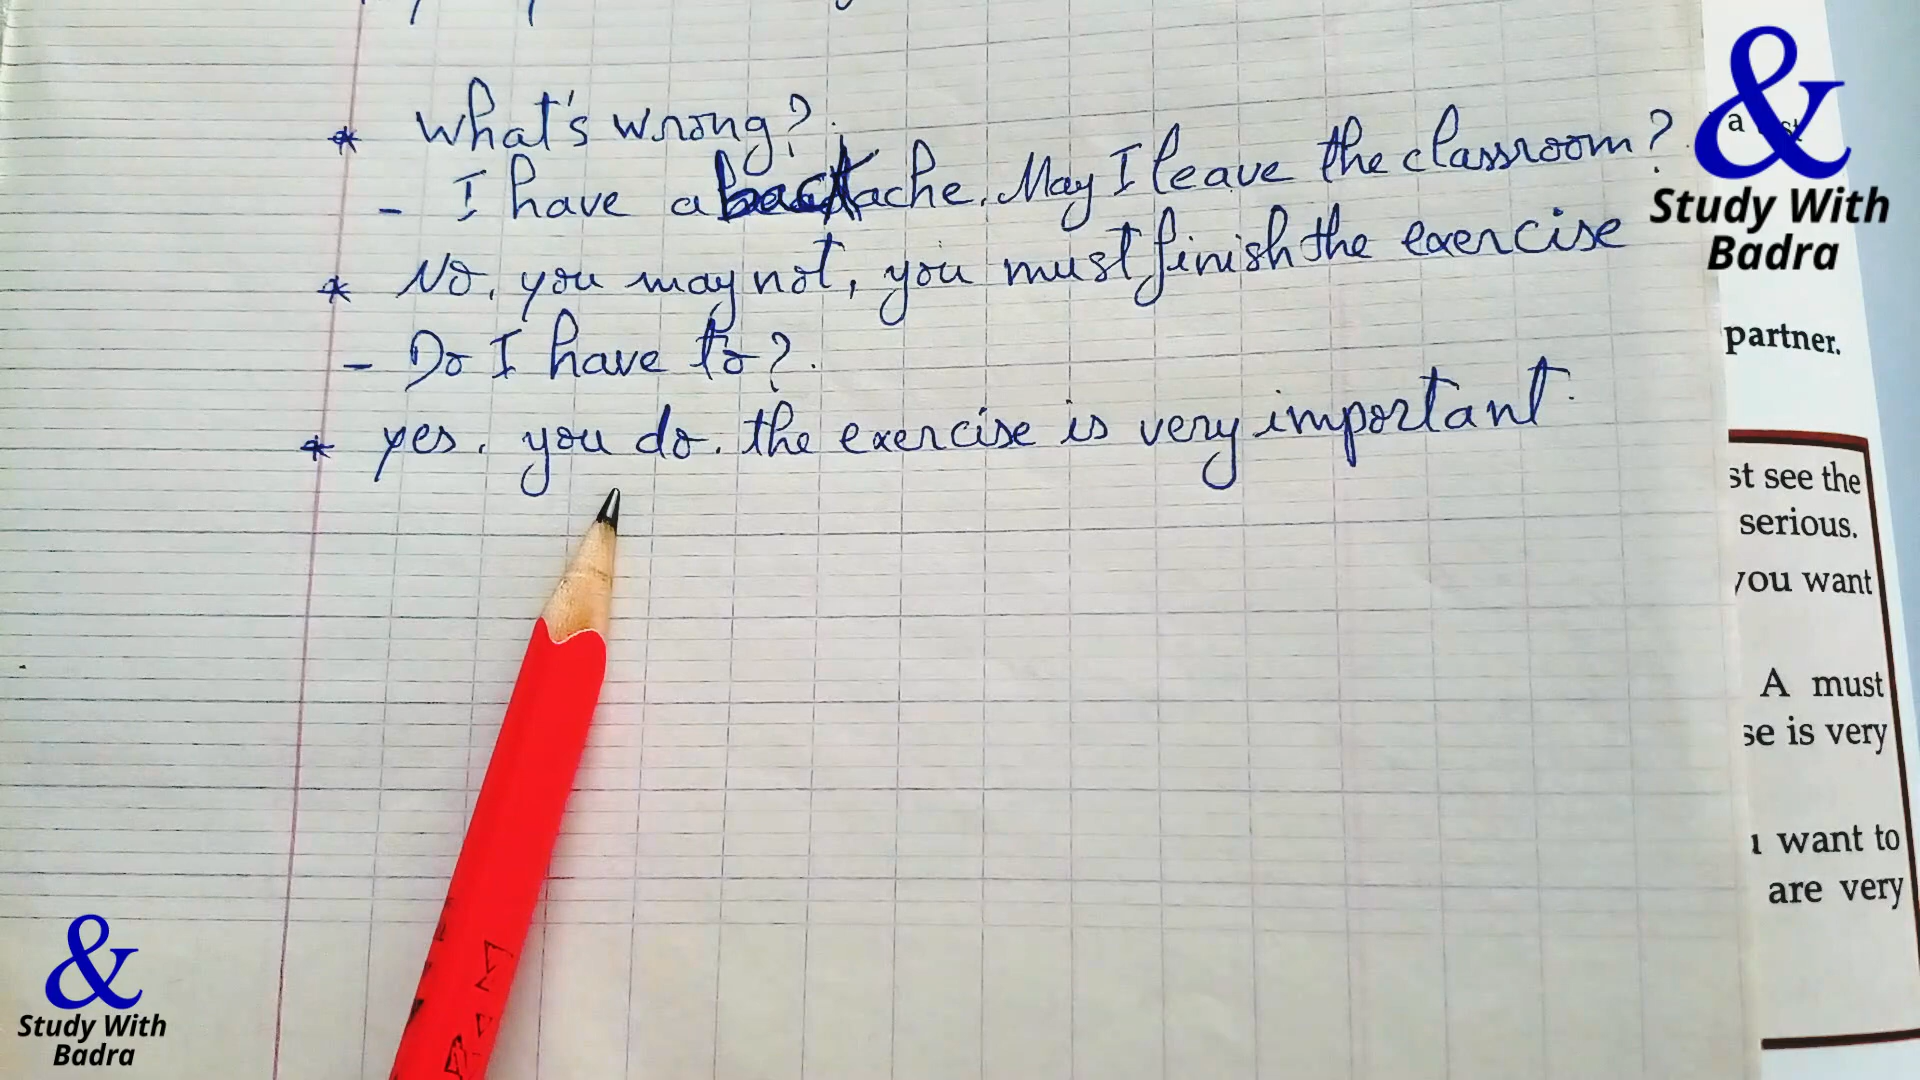 * What's wrong?
- I have a backache. May I leave the classroom?
* No, you may not, you must finish the exercise
- Do I have to?
* yes. you do. the exercise is very important.
&
Study With
Badra
a
partner.
st see the
serious.
you want
A must
se is very
want to
are very
&
Study With
Badra